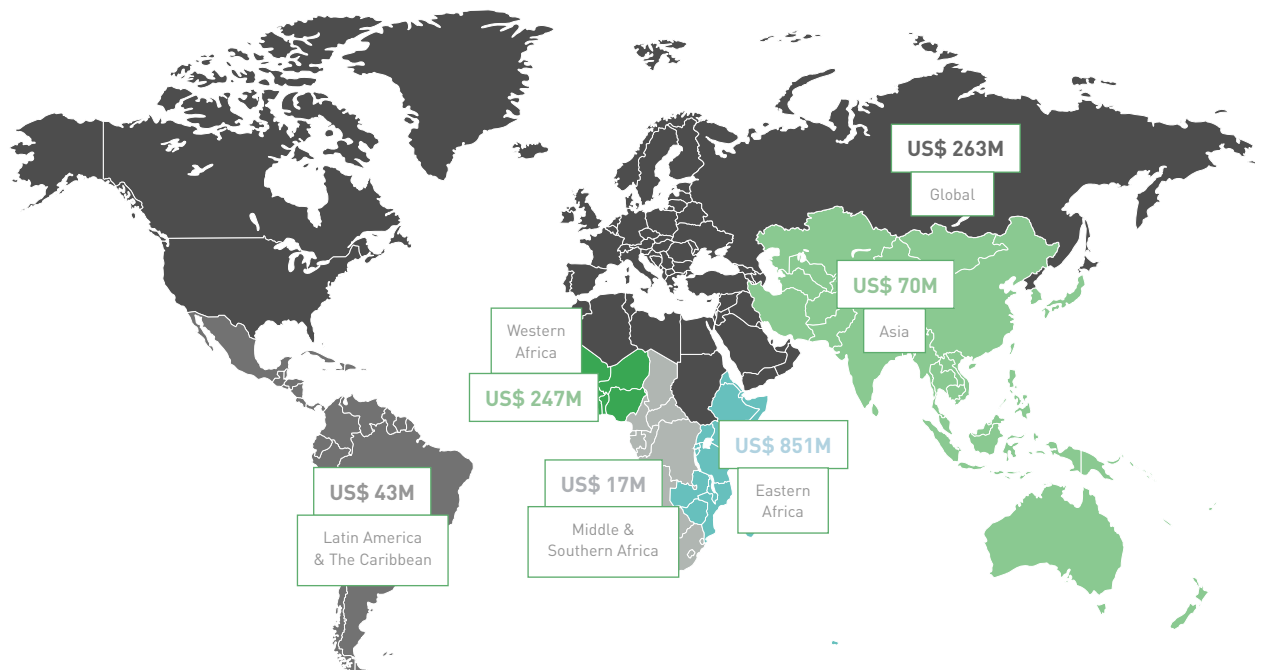 US$ 263M
Global
US$ 70M
Asia
Western
Africa
US$ 247M
US$ 851M
Eastern
Africa
US$ 17M
Middle &
Southern Africa
US$ 43M
Latin America
& The Caribbean